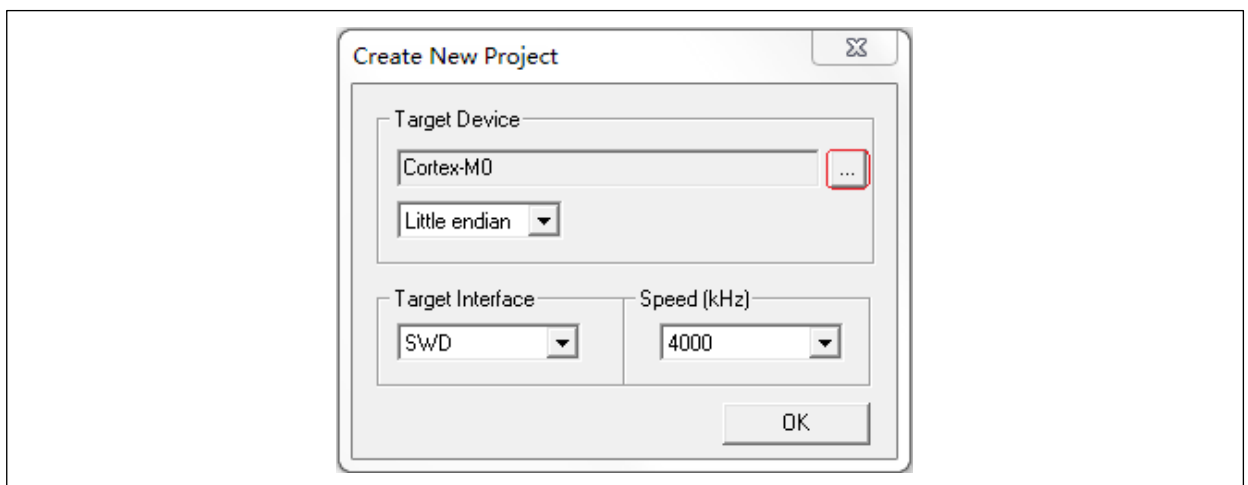 Create New Project
Target Device
Cortex-M0
...
Little endian
Target Interface
Speed (kHz)
SWD
4000
OK